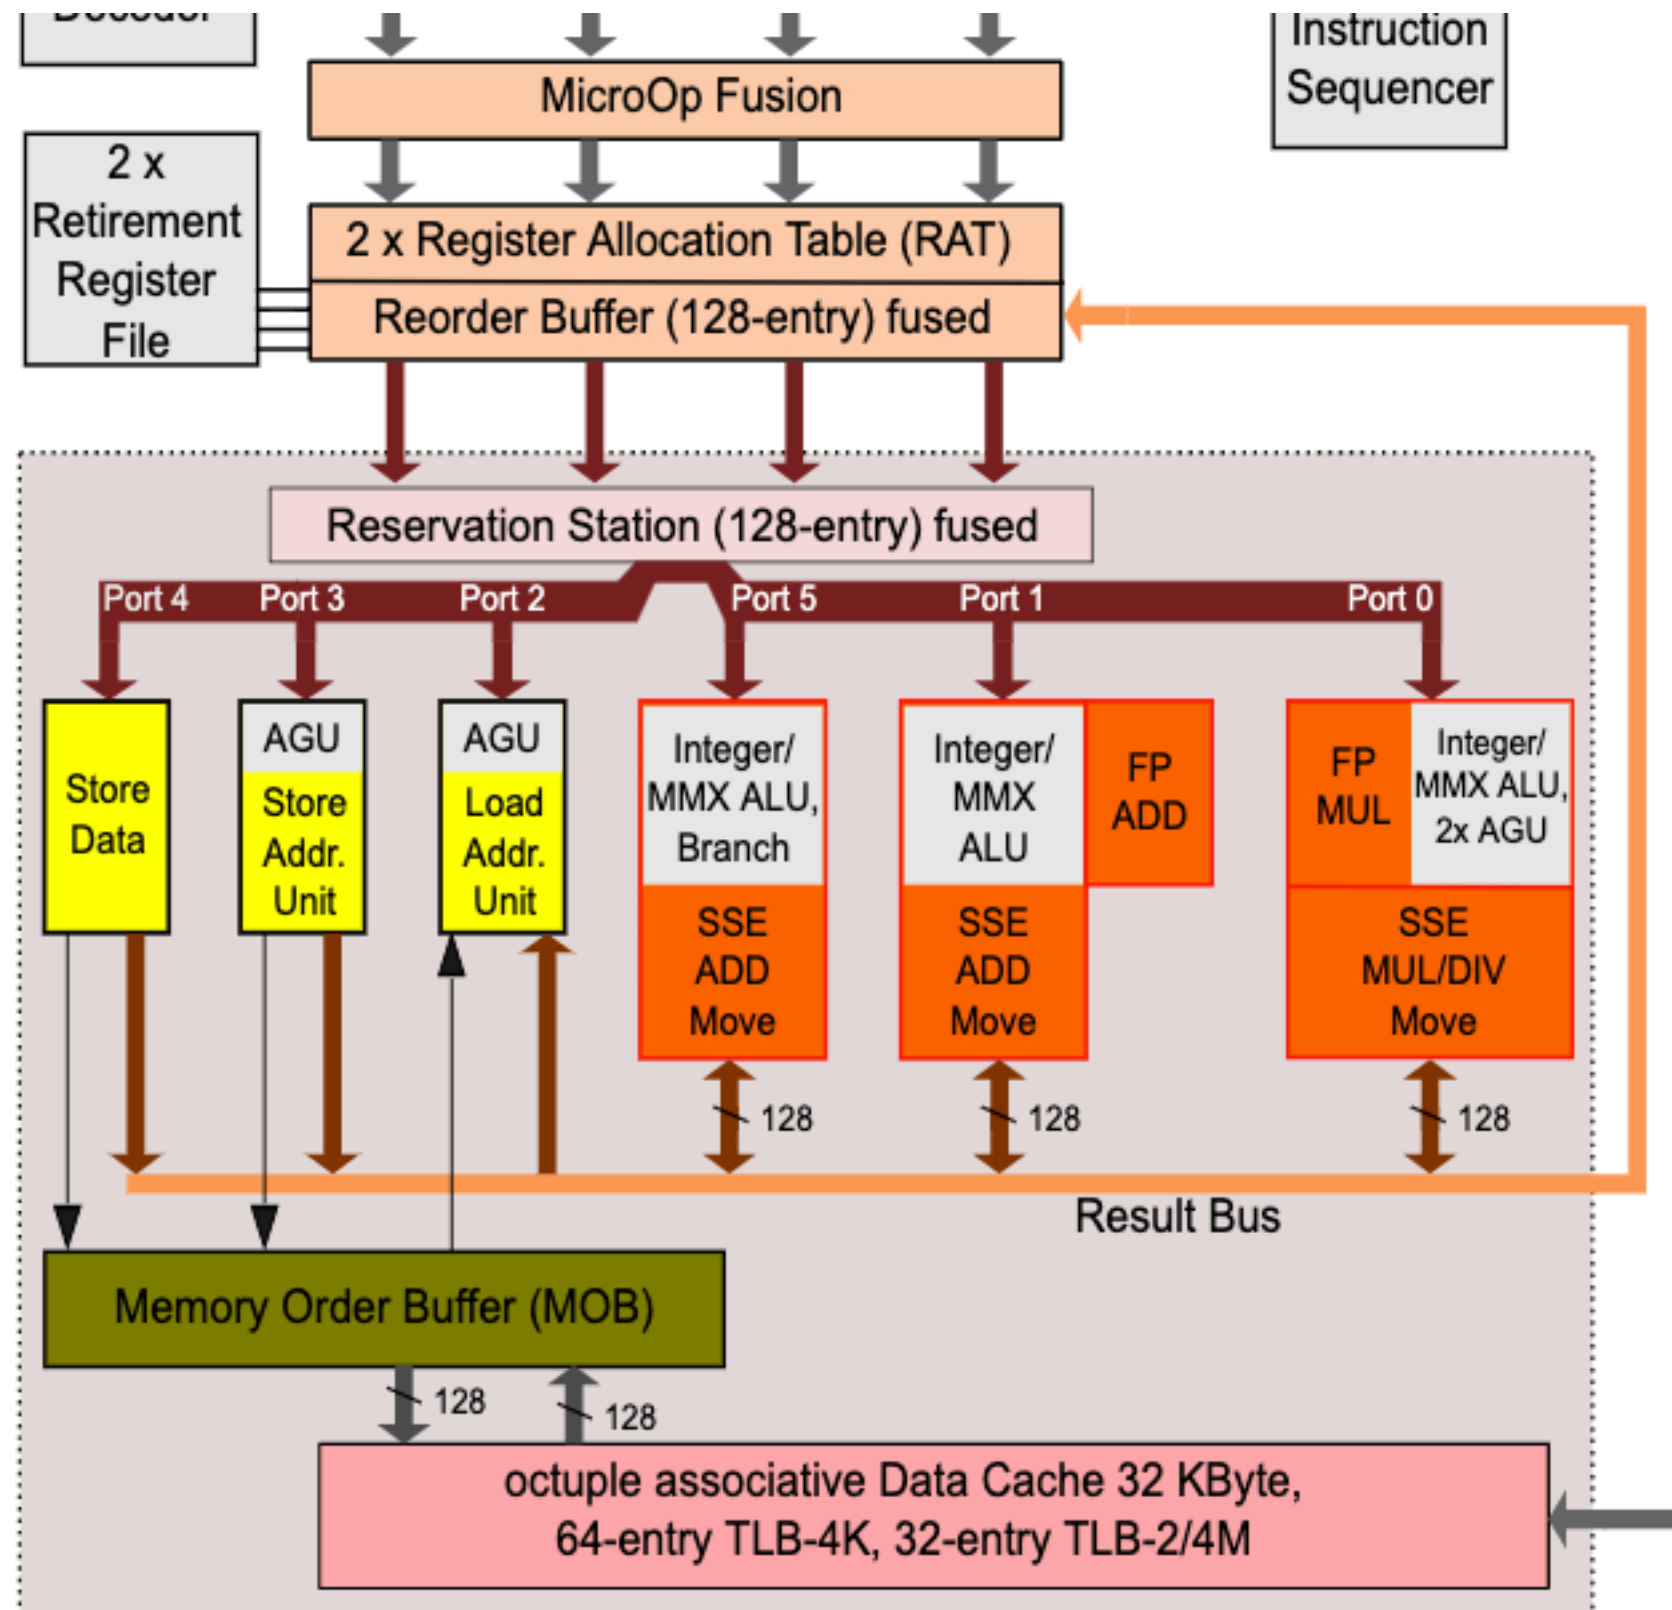 Decoder
Instruction
Sequencer
MicroOp Fusion
2 x
Retirement
Register
File
2 x Register Allocation Table (RAT)
Reorder Buffer (128-entry) fused
Reservation Station (128-entry) fused
Port 4
Port 3
Port 2
Port 5
Port 1
Port 0
Store
Data
AGU
Store
Addr.
Unit
AGU
Load
Addr.
Unit
Integer/
MMX ALU,
Branch
SSE
ADD
Move
Integer/
MMX
ALU
FP
ADD
SSE
ADD
Move
FP
MUL
Integer/
MMX ALU,
2x AGU
SSE
MUL/DIV
Move
128
128
128
Result Bus
Memory Order Buffer (MOB)
128
128
octuple associative Data Cache 32 KByte,
64-entry TLB-4K, 32-entry TLB-2/4M